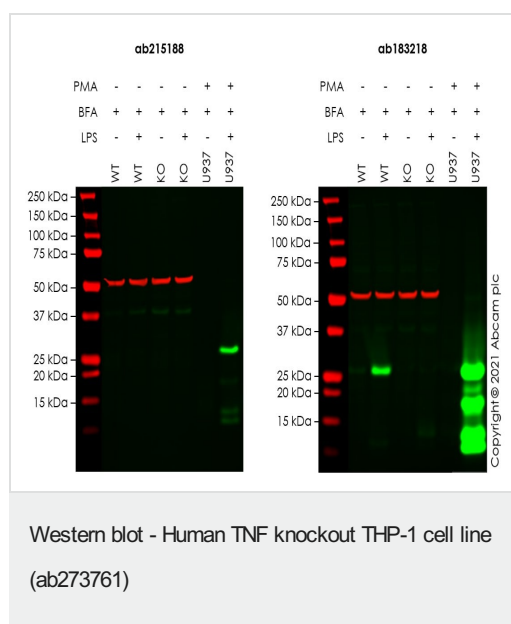 ab215188
PMA - - - - + +
BFA + + + + + +
LPS - + - + - +
WT WT KO KO U937 U937
250 kDa
150 kDa
100 kDa
75 kDa
50 kDa
37 kDa
25 kDa
20 kDa
15 kDa
ab183218
PMA - - - - + +
BFA + + + + + +
LPS - + - + - +
WT WT KO KO U937 U937
250 kDa
150 kDa
100 kDa
75 kDa
50 kDa
37 kDa
25 kDa
20 kDa
15 kDa
Copyright © 2021 Abcam plc
Western blot - Human TNF knockout THP-1 cell line
(ab273761)